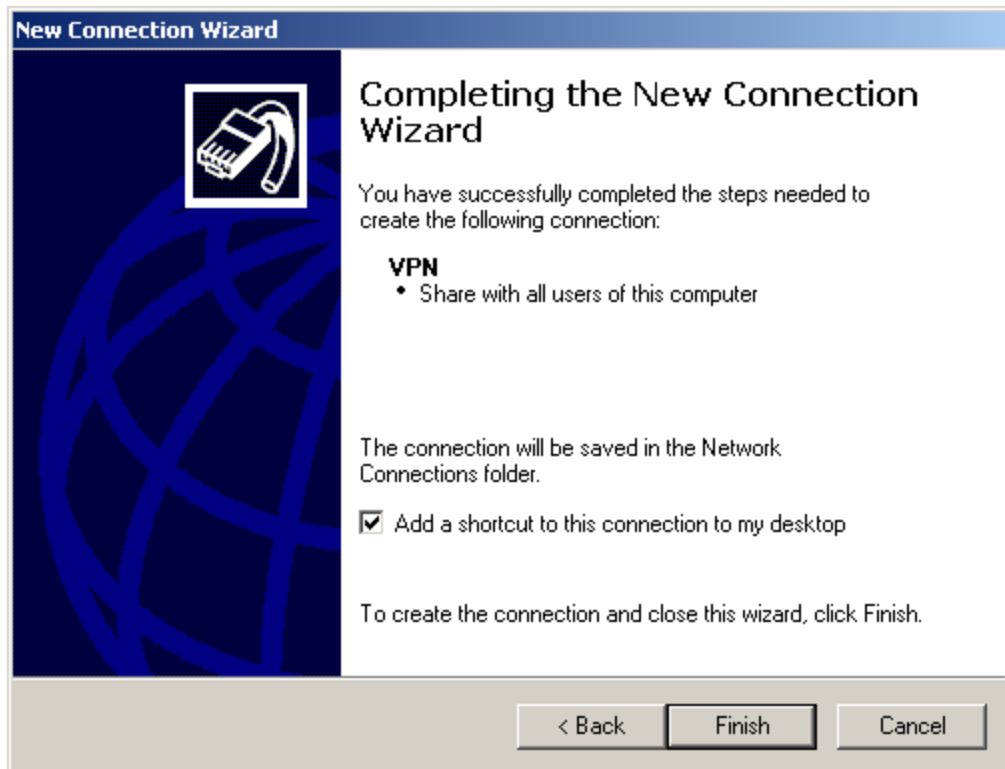 New Connection Wizard
Completing the New Connection
Wizard
You have successfully completed the steps needed to
create the following connection:
VPN
• Share with all users of this computer
The connection will be saved in the Network
Connections folder.
Add a shortcut to this connection to my desktop
To create the connection and close this wizard, click Finish.
< Back Finish Cancel